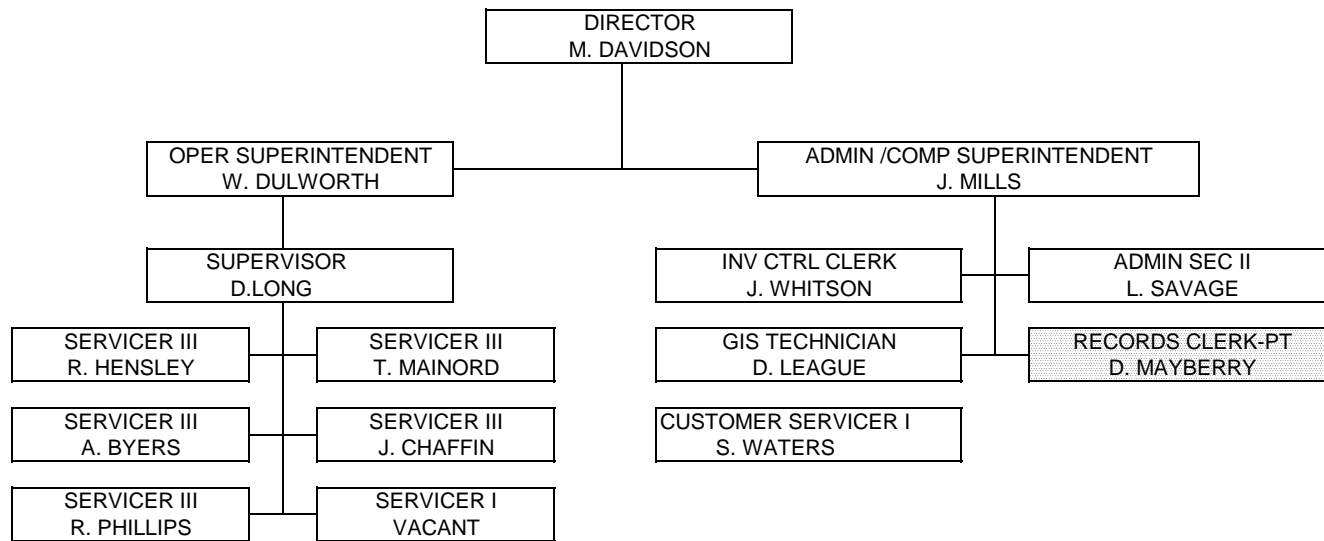 DIRECTOR
M. DAVIDSON
OPER SUPERINTENDENT
W. DULWORTH
ADMIN /COMP SUPERINTENDENT
J. MILLS
SUPERVISOR
D.LONG
INV CTRL CLERK
J. WHITSON
ADMIN SEC II
L. SAVAGE
SERVICER III
R. HENSLEY
SERVICER III
T. MAINORD
GIS TECHNICIAN
D. LEAGUE
RECORDS CLERK-PT
D. MAYBERRY
SERVICER III
A. BYERS
SERVICER III
J. CHAFFIN
CUSTOMER SERVICER I
S. WATERS
SERVICER III
R. PHILLIPS
SERVICER I
VACANT